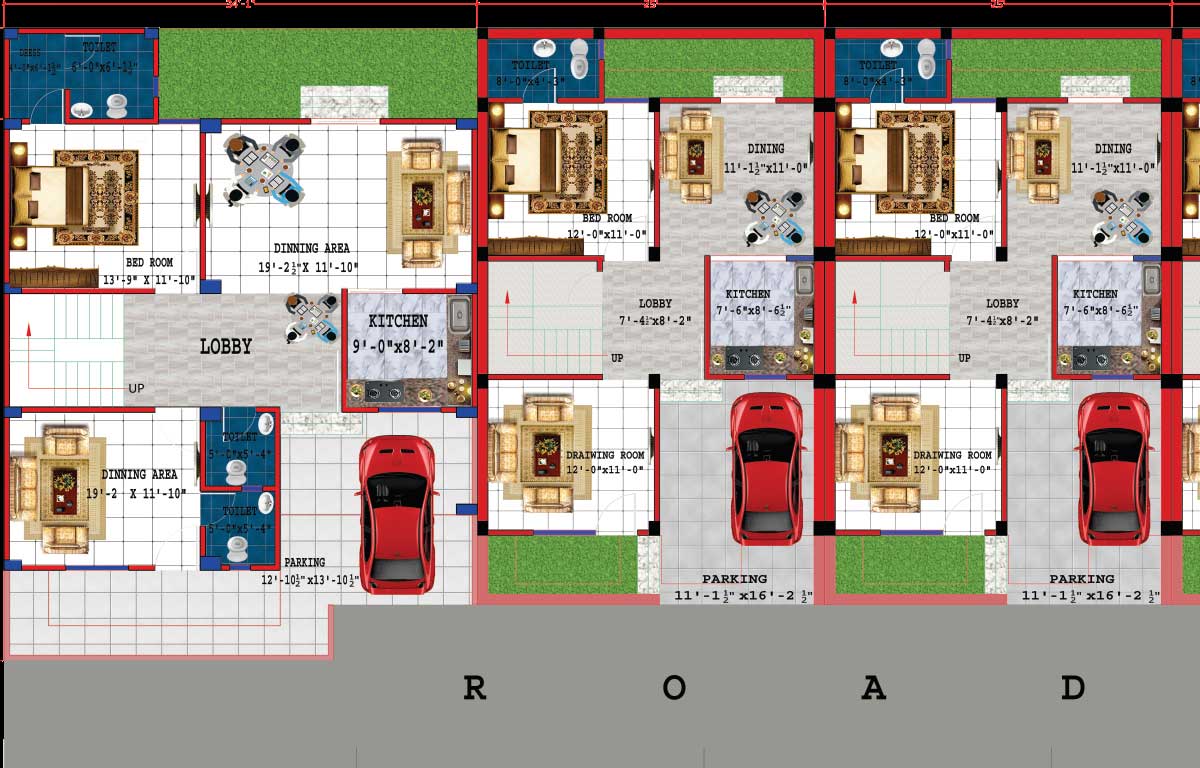 34'-1"
25'
25'
DRESS
TOILET
6'-0"x6'-1½"
BED ROOM
13'-9" X 11'-10"
DINNING AREA
19'-2½"X 11'-10"
LOBBY
UP
KITCHEN
9'-0"x8'-2"
DINNING AREA
19'-2 X 11'-10"
TOILET
5'-0"x5'-4"
TOILET
5'-0"x5'-4"
PARKING
12'-10½"x13'-10½"
TOILET
8'-0"x4'-3"
BED ROOM
12'-0"x11'-0"
DINING
11'-1½"x11'-0"
LOBBY
7'-4½"x8'-2"
UP
KITCHEN
7'-6"x8'-6½"
DRAIWING ROOM
12'-0"x11'-0"
PARKING
11'-1½" x16'-2 ½"
TOILET
8'-0"x4'-3"
BED ROOM
12'-0"x11'-0"
DINING
11'-1½"x11'-0"
LOBBY
7'-4½"x8'-2"
UP
KITCHEN
7'-6"x8'-6½"
DRAIWING ROOM
12'-0"x11'-0"
PARKING
11'-1½" x16'-2 ½"
R O A D